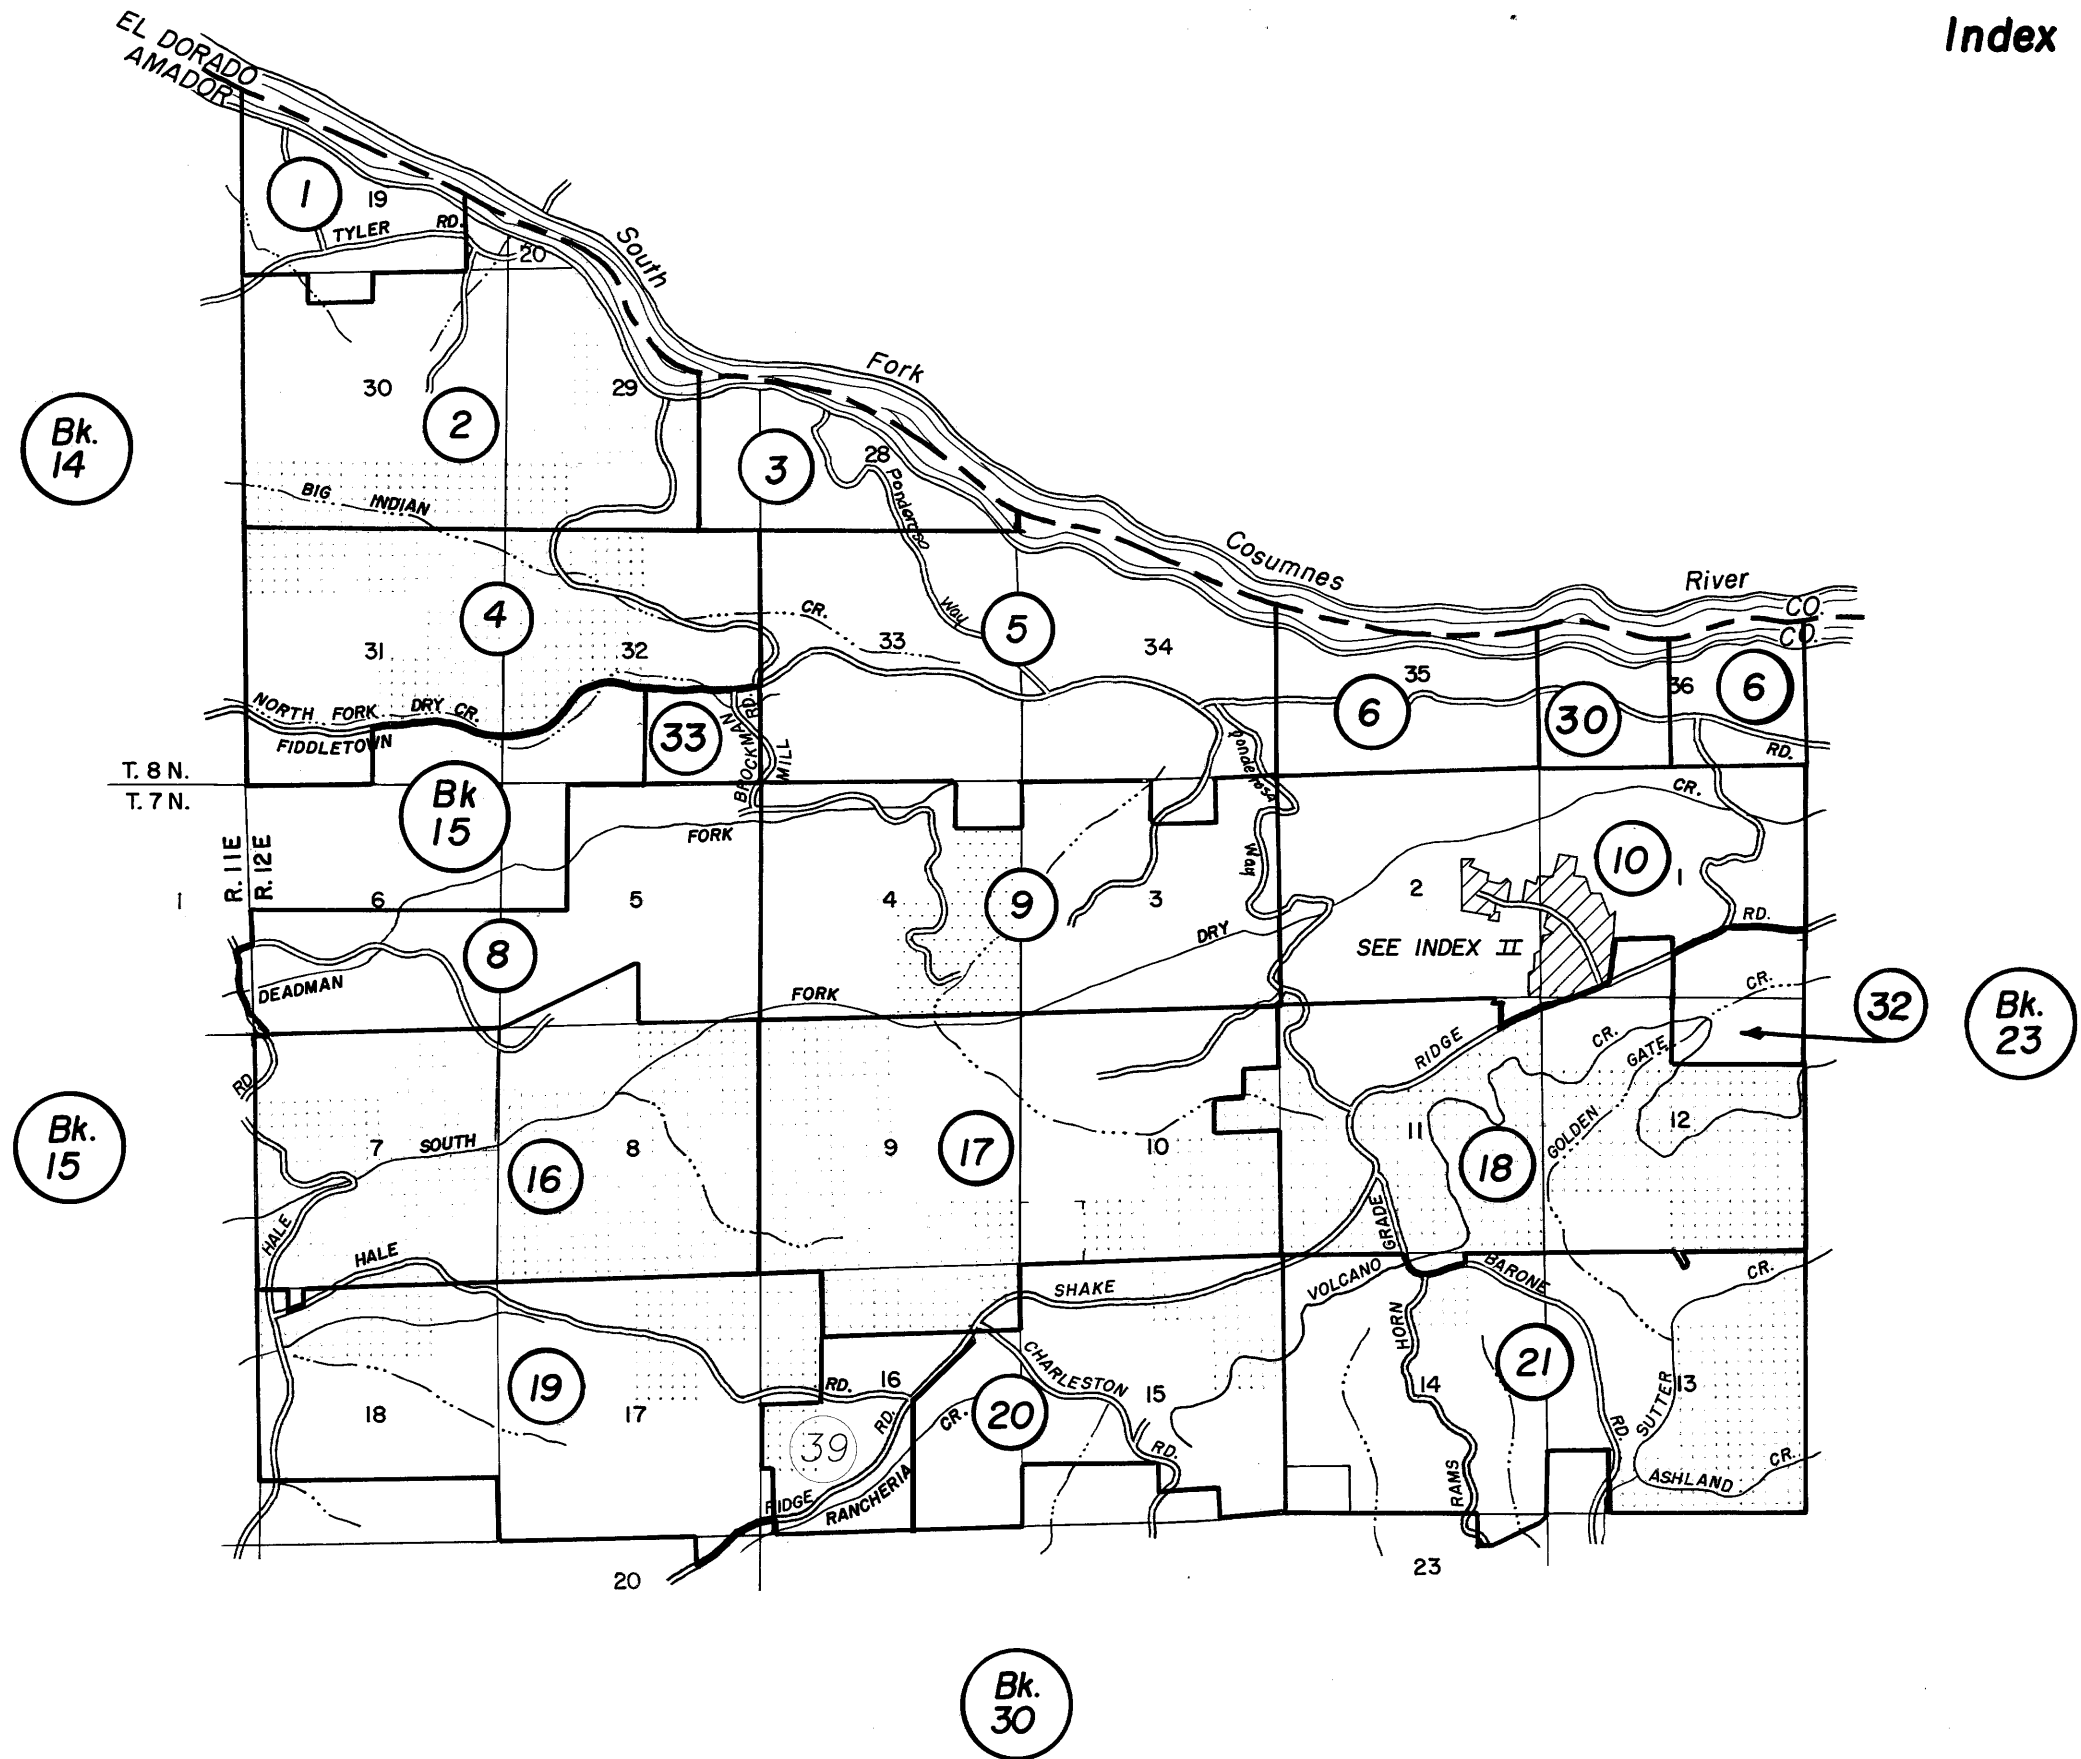 Index
EL DORADO
AMADOR
1
19
TYLER RD.
20
South
30
29
2
Fork
Bk.
14
3
28
Ponderosa
Way
BIG INDIAN
CR.
Cosumnes
River
CO.
CO.
4
31
32
33
5
34
35
6
30
36
6
NORTH FORK DRY CR.
FIDDLETOWN
33
BROCKMAN
MILL
RD.
Ponderosa
Way
RD.
T. 8 N.
T. 7 N.
Bk
15
FORK
CR.
R. 11E
R. 12E
10
1
1
6
5
4
9
3
2
RD.
DRY
SEE INDEX II
8
DEADMAN
FORK
CR.
32
Bk.
23
RIDGE
CR.
GATE
GOLDEN
RD.
Bk.
15
7
SOUTH
8
9
17
10
11
12
16
18
HALE
HALE
GRADE
SHAKE
VOLCANO
BARONE
CR.
HORN
19
RD.
16
CHARLESTON
15
21
14
13
18
17
39
RD.
CR.
20
RD.
RD.
SUTTER
RIDGE
RANCHERIA
RAMS
ASHLAND
CR.
20
23
Bk.
30